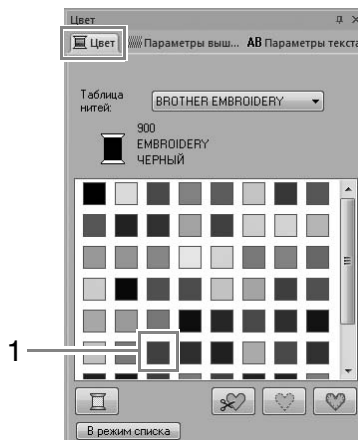 Цвет
Цвет Параметры выш... AB Параметры текста
Таблица
нитей:
BROTHER EMBROIDERY
900
EMBROIDERY
ЧЕРНЫЙ
1
В режим списка